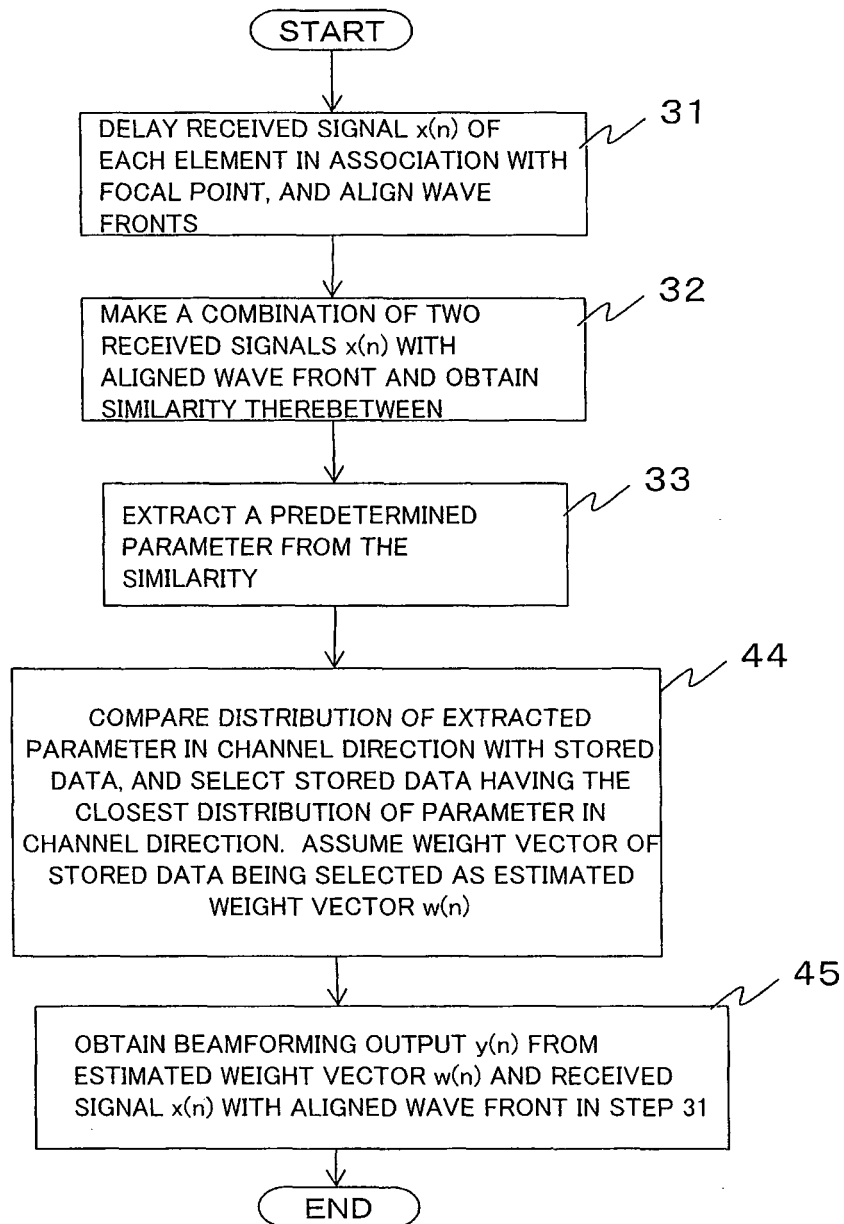 START
31
DELAY RECEIVED SIGNAL x(n) OF
EACH ELEMENT IN ASSOCIATION WITH
FOCAL POINT, AND ALIGN WAVE
FRONTS
32
MAKE A COMBINATION OF TWO
RECEIVED SIGNALS x(n) WITH
ALIGNED WAVE FRONT AND OBTAIN
SIMILARITY THEREBETWEEN
33
EXTRACT A PREDETERMINED
PARAMETER FROM THE
SIMILARITY
44
COMPARE DISTRIBUTION OF EXTRACTED
PARAMETER IN CHANNEL DIRECTION WITH STORED
DATA, AND SELECT STORED DATA HAVING THE
CLOSEST DISTRIBUTION OF PARAMETER IN
CHANNEL DIRECTION. ASSUME WEIGHT VECTOR OF
STORED DATA BEING SELECTED AS ESTIMATED
WEIGHT VECTOR w(n)
45
OBTAIN BEAMFORMING OUTPUT y(n) FROM
ESTIMATED WEIGHT VECTOR w(n) AND RECEIVED
SIGNAL x(n) WITH ALIGNED WAVE FRONT IN STEP 31
END